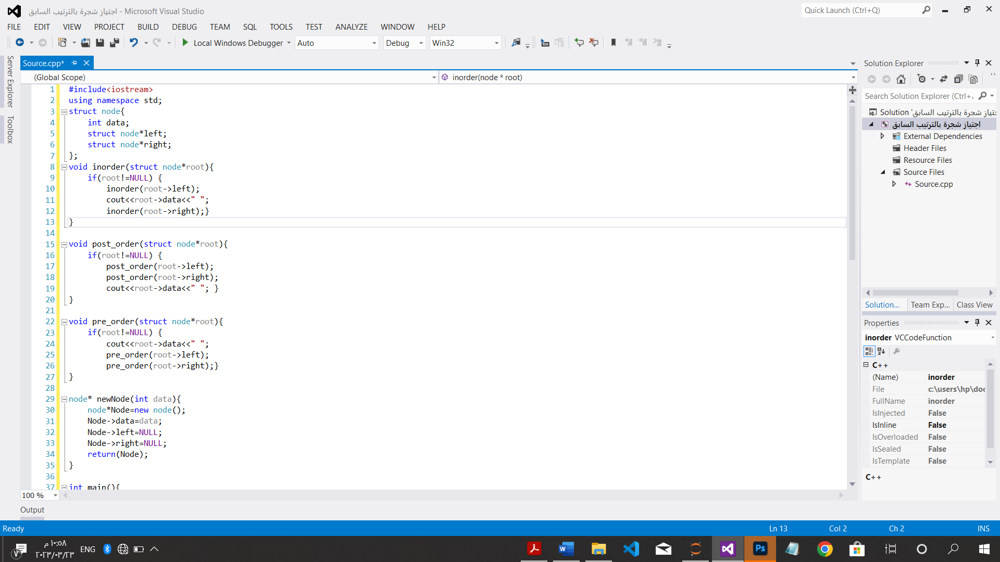 اجتياز شجرة بالترتيب السابق - Microsoft Visual Studio
Quick Launch (Ctrl+Q)
FILE EDIT VIEW PROJECT BUILD DEBUG TEAM SQL TOOLS TEST ANALYZE WINDOW HELP
Local Windows Debugger Auto Debug Win32
Server Explorer
Toolbox
Source.cpp*
(Global Scope) inorder(node * root)
1 #include<iostream>
2 using namespace std;
3 struct node{
4 int data;
5 struct node*left;
6 struct node*right;
7 };
8 void inorder(struct node*root){
9 if(root!=NULL) {
10 inorder(root->left);
11 cout<<root->data<<" ";
12 inorder(root->right);}
13 }
14
15 void post_order(struct node*root){
16 if(root!=NULL) {
17 post_order(root->left);
18 post_order(root->right);
19 cout<<root->data<<" "; }
20 }
21
22 void pre_order(struct node*root){
23 if(root!=NULL) {
24 cout<<root->data<<" ";
25 pre_order(root->left);
26 pre_order(root->right);}
27 }
28
29 node* newNode(int data){
30 node*Node=new node();
31 Node->data=data;
32 Node->left=NULL;
33 Node->right=NULL;
34 return(Node);
35 }
36
37 int main(){
100 %
Output
Solution Explorer
Search Solution Explorer (Ctrl+
Solution 'اجتياز شجرة بالترتيب السابق
اجتياز شجرة بالترتيب السابق
External Dependencies
Header Files
Resource Files
Source Files
Source.cpp
Solution... Team Exp... Class View
Properties
inorder VCCodeFunction
C++
(Name) inorder
File c:\users\hp\doc
FullName inorder
IsInjected False
IsInline False
IsOverloaded False
IsSealed False
IsTemplate False
C++
Ready Ln 13 Col 2 Ch 2 INS
٧
١٠:٥٨ م
٢٠٢٣/٠٣/٢٣
ENG
W
Ps